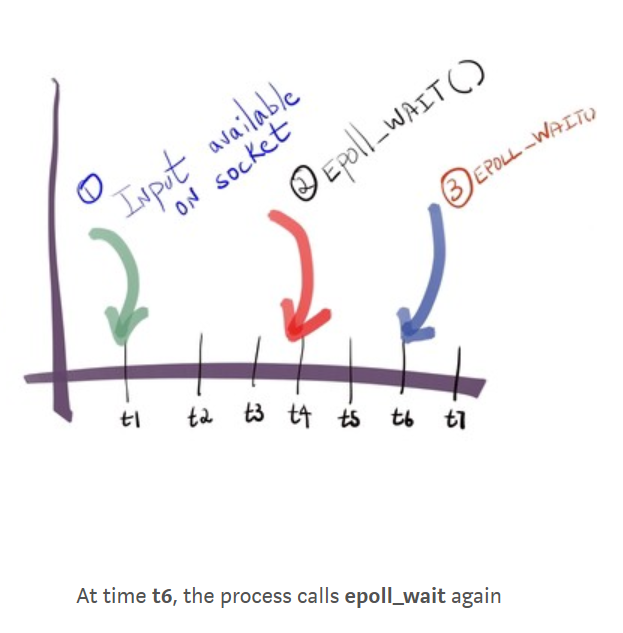 ① Input available
on socket
② Epoll_WAIT()
③ EPOLL_WAIT()
t1 t2 t3 t4 t5 t6 t7
At time t6, the process calls epoll_wait again